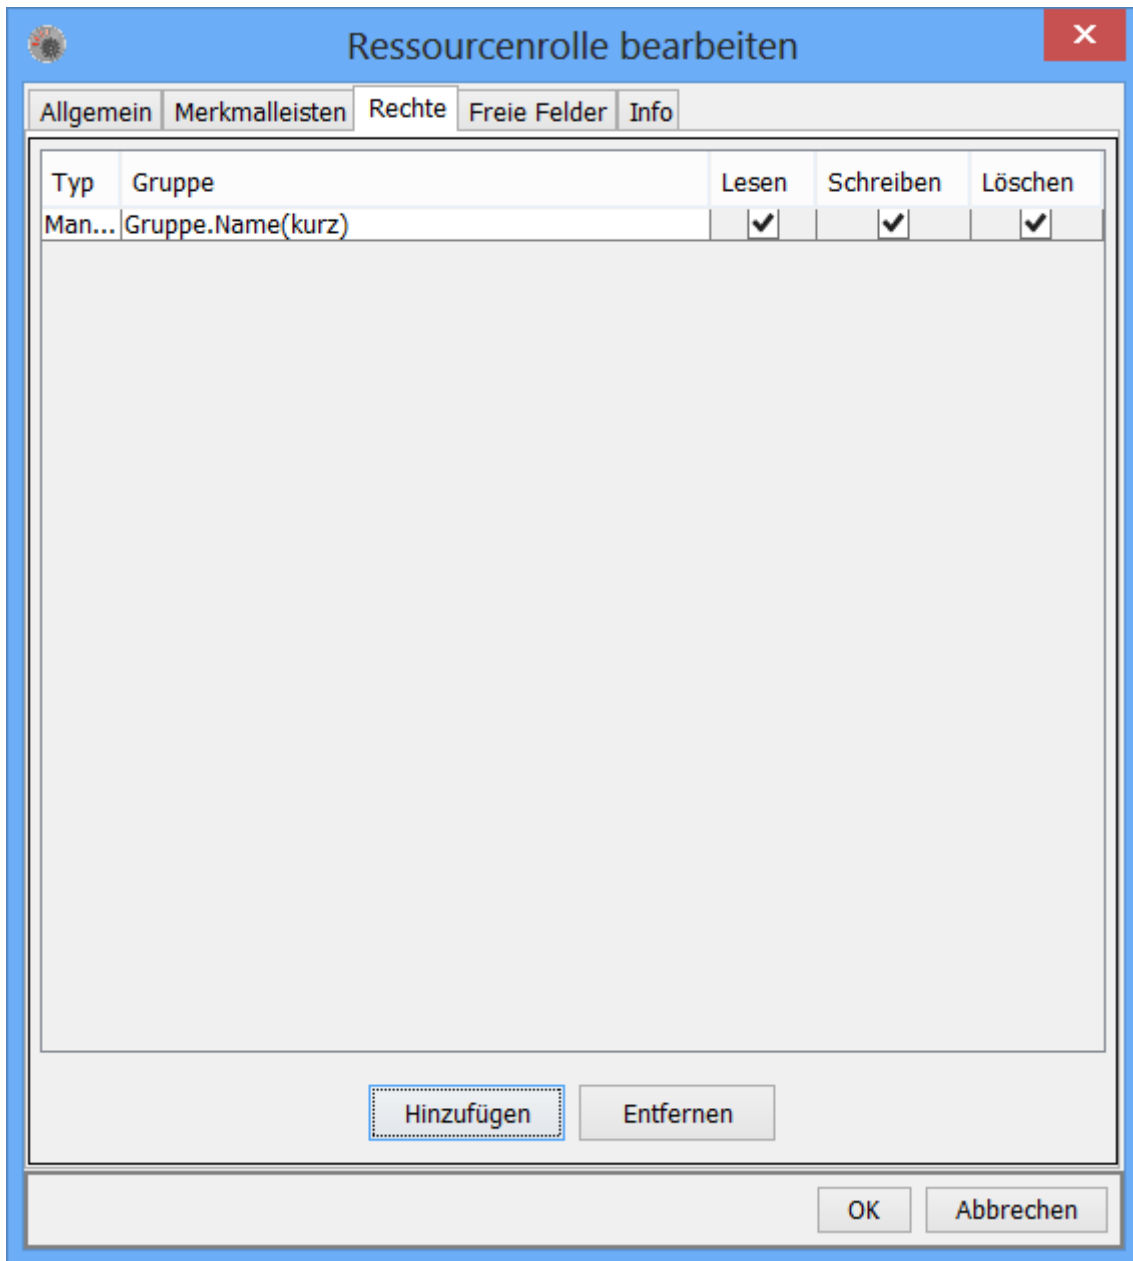 Ressourcenrolle bearbeiten
Allgemein Merkmalleisten Rechte Freie Felder Info
Typ Gruppe Lesen Schreiben Löschen
Man... Gruppe.Name(kurz)
Hinzufügen Entfernen
OK Abbrechen